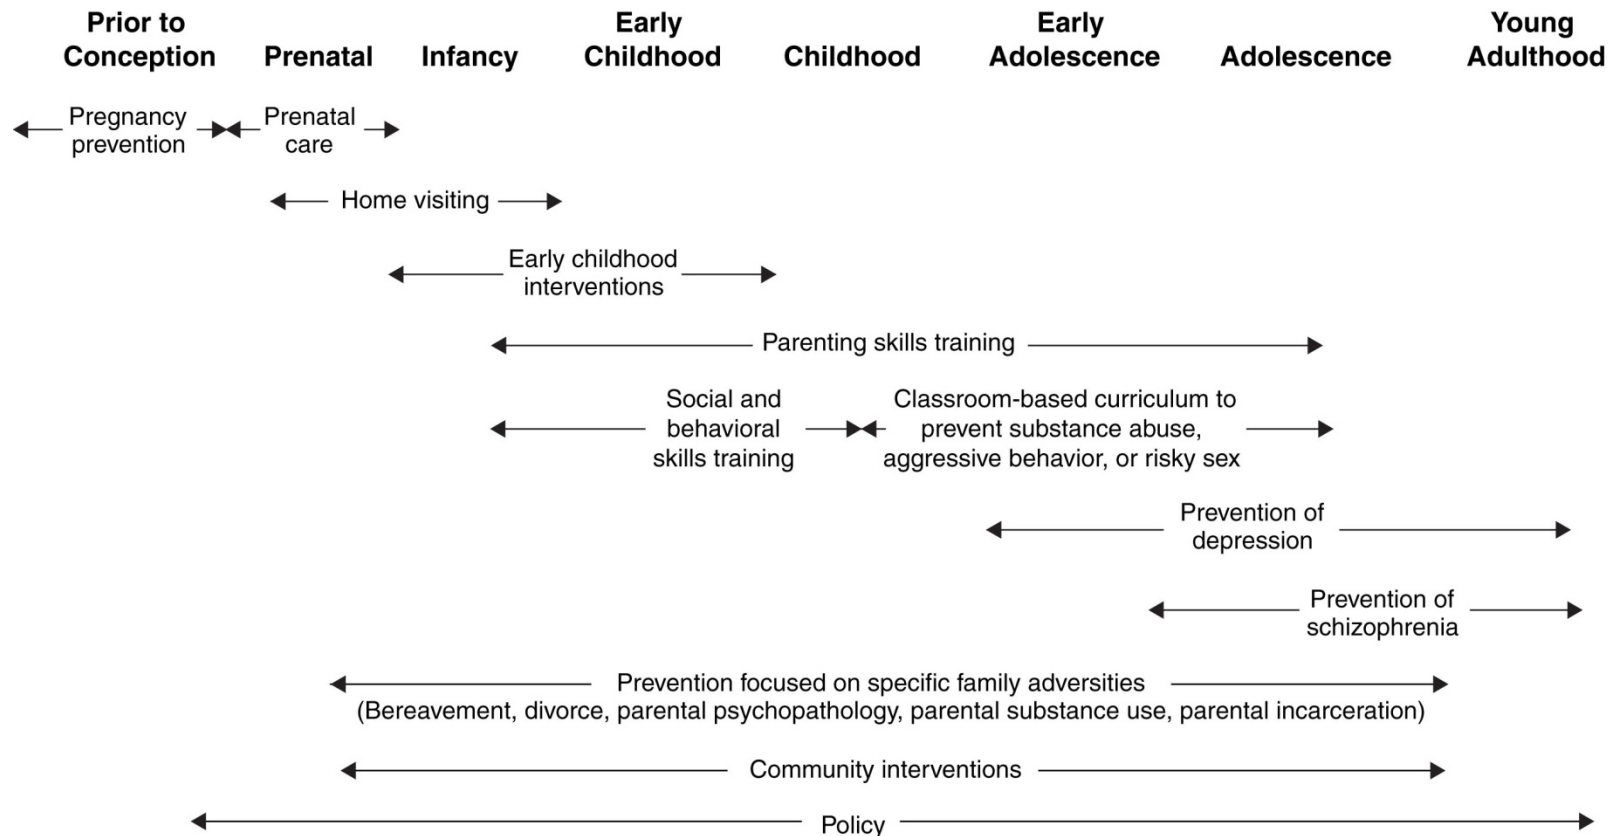 Prior to Conception
Prenatal
Infancy
Early Childhood
Childhood
Early Adolescence
Adolescence
Young Adulthood
Pregnancy
prevention
Prenatal
care
Home visiting
Early childhood
interventions
Parenting skills training
Social and
behavioral
skills training
Classroom-based curriculum to
prevent substance abuse,
aggressive behavior, or risky sex
Prevention of
depression
Prevention of
schizophrenia
Prevention focused on specific family adversities
(Bereavement, divorce, parental psychopathology, parental substance use, parental incarceration)
Community interventions
Policy